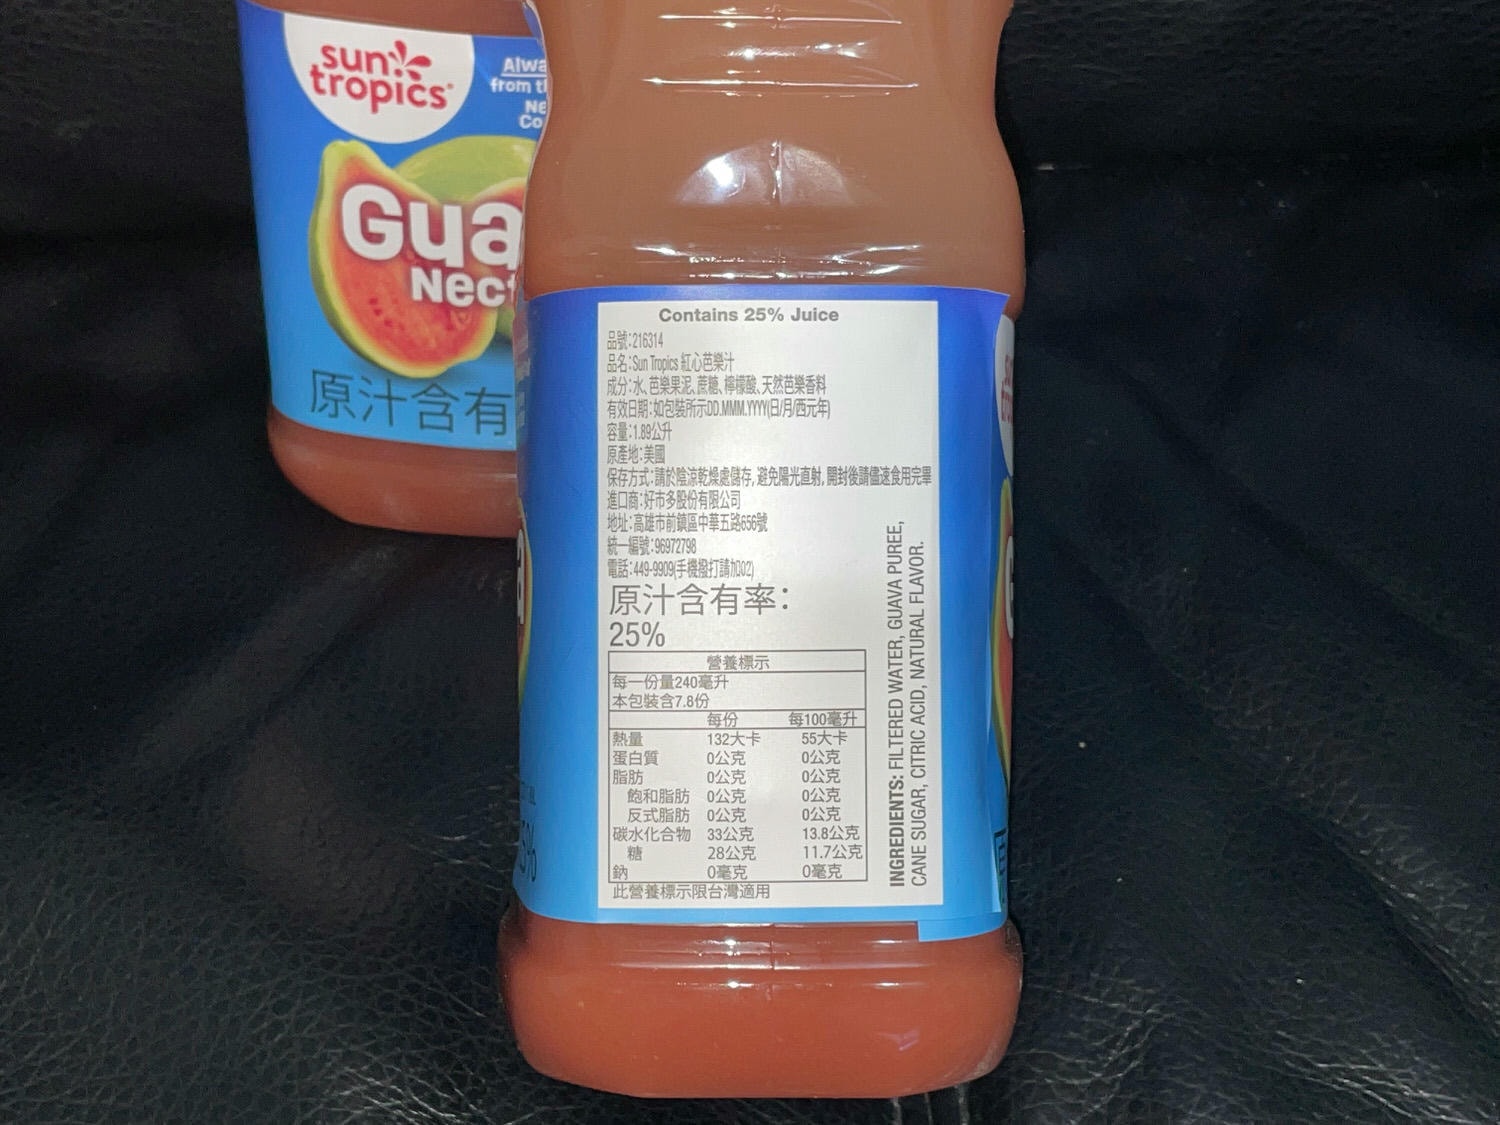 sun
tropics
Gua
Nect
原汁含有
Contains 25% Juice
品號:216314
品名:Sun Tropics 紅心芭樂汁
成分:水、芭樂果泥、蔗糖、檸檬酸、天然芭樂香料
有效日期:如包裝所示DD.MMM.YYYY(日/月/西元年)
容量:1.89公升
原產地:美國
保存方式:請於陰涼乾燥處儲存, 避免陽光直射, 開封後請儘速食用完畢
進口商:好市多股份有限公司
地址:高雄市前鎮區中華五路656號
統一編號:96972798
電話:449-9909(手機撥打請加02)
原汁含有率:
25%
營養標示
每一份量240毫升
本包裝含7.8份
每份 每100毫升
熱量 132大卡 55大卡
蛋白質 0公克 0公克
脂肪 0公克 0公克
飽和脂肪 0公克 0公克
反式脂肪 0公克 0公克
碳水化合物 33公克 13.8公克
糖 28公克 11.7公克
鈉 0毫克 0毫克
此營養標示限台灣適用
INGREDIENTS: FILTERED WATER, GUAVA PUREE,
CANE SUGAR, CITRIC ACID, NATURAL FLAVOR.